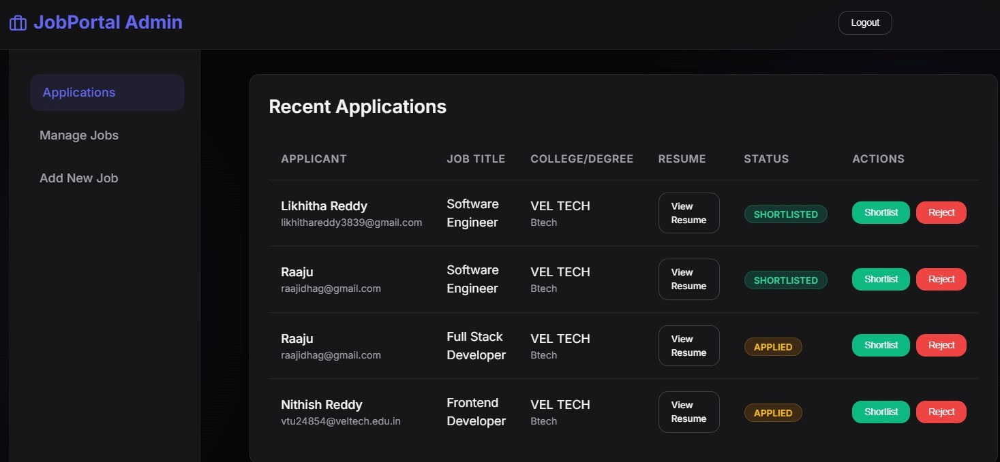 JobPortal Admin
Logout
Applications
Manage Jobs
Add New Job
Recent Applications
APPLICANT JOB TITLE COLLEGE/DEGREE RESUME STATUS ACTIONS
Likhitha Reddy
likhithareddy3839@gmail.com
Software
Engineer
VEL TECH
Btech
View
Resume
SHORTLISTED
Shortlist
Reject
Raaju
raajidhag@gmail.com
Software
Engineer
VEL TECH
Btech
View
Resume
SHORTLISTED
Shortlist
Reject
Raaju
raajidhag@gmail.com
Full Stack
Developer
VEL TECH
Btech
View
Resume
APPLIED
Shortlist
Reject
Nithish Reddy
vtu24854@veltech.edu.in
Frontend
Developer
VEL TECH
Btech
View
Resume
APPLIED
Shortlist
Reject